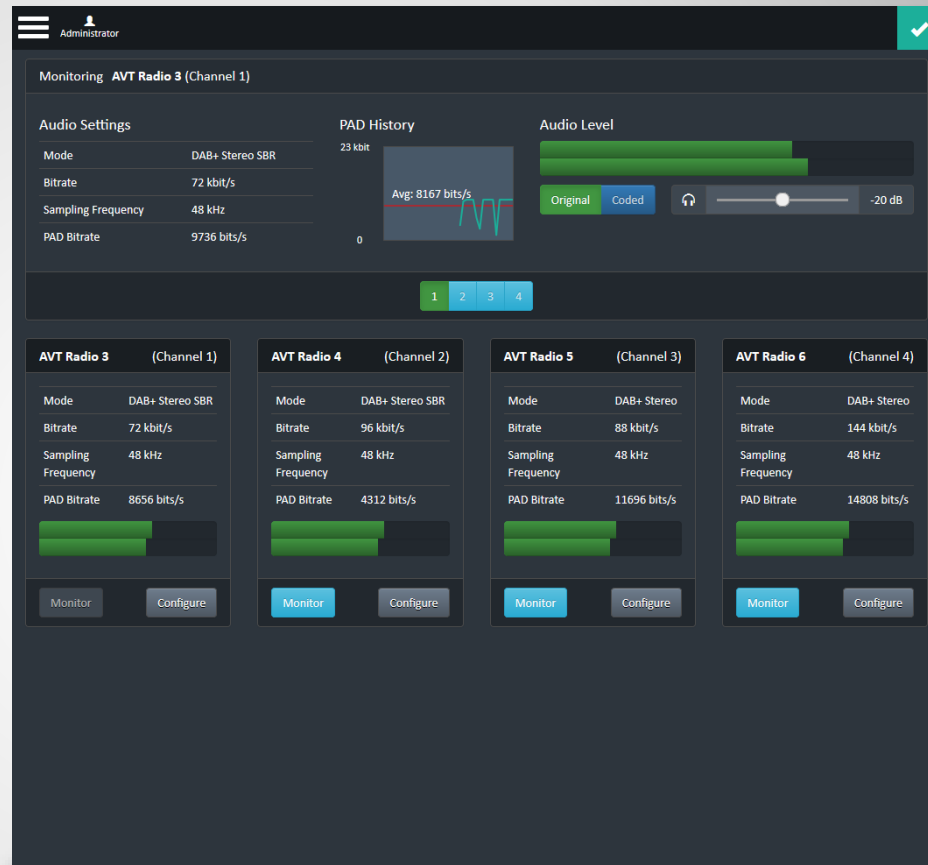 Administrator
Monitoring AVT Radio 3 (Channel 1)
Audio Settings
Mode DAB+ Stereo SBR
Bitrate 72 kbit/s
Sampling Frequency 48 kHz
PAD Bitrate 9736 bits/s
PAD History
23 kbit
Avg: 8167 bits/s
0
Audio Level
Original Coded -20 dB
1 2 3 4
AVT Radio 3 (Channel 1)
Mode DAB+ Stereo SBR
Bitrate 72 kbit/s
Sampling 48 kHz
Frequency
PAD Bitrate 8656 bits/s
Monitor Configure
AVT Radio 4 (Channel 2)
Mode DAB+ Stereo SBR
Bitrate 96 kbit/s
Sampling 48 kHz
Frequency
PAD Bitrate 4312 bits/s
Monitor Configure
AVT Radio 5 (Channel 3)
Mode DAB+ Stereo
Bitrate 88 kbit/s
Sampling 48 kHz
Frequency
PAD Bitrate 11696 bits/s
Monitor Configure
AVT Radio 6 (Channel 4)
Mode DAB+ Stereo
Bitrate 144 kbit/s
Sampling 48 kHz
Frequency
PAD Bitrate 14808 bits/s
Monitor Configure